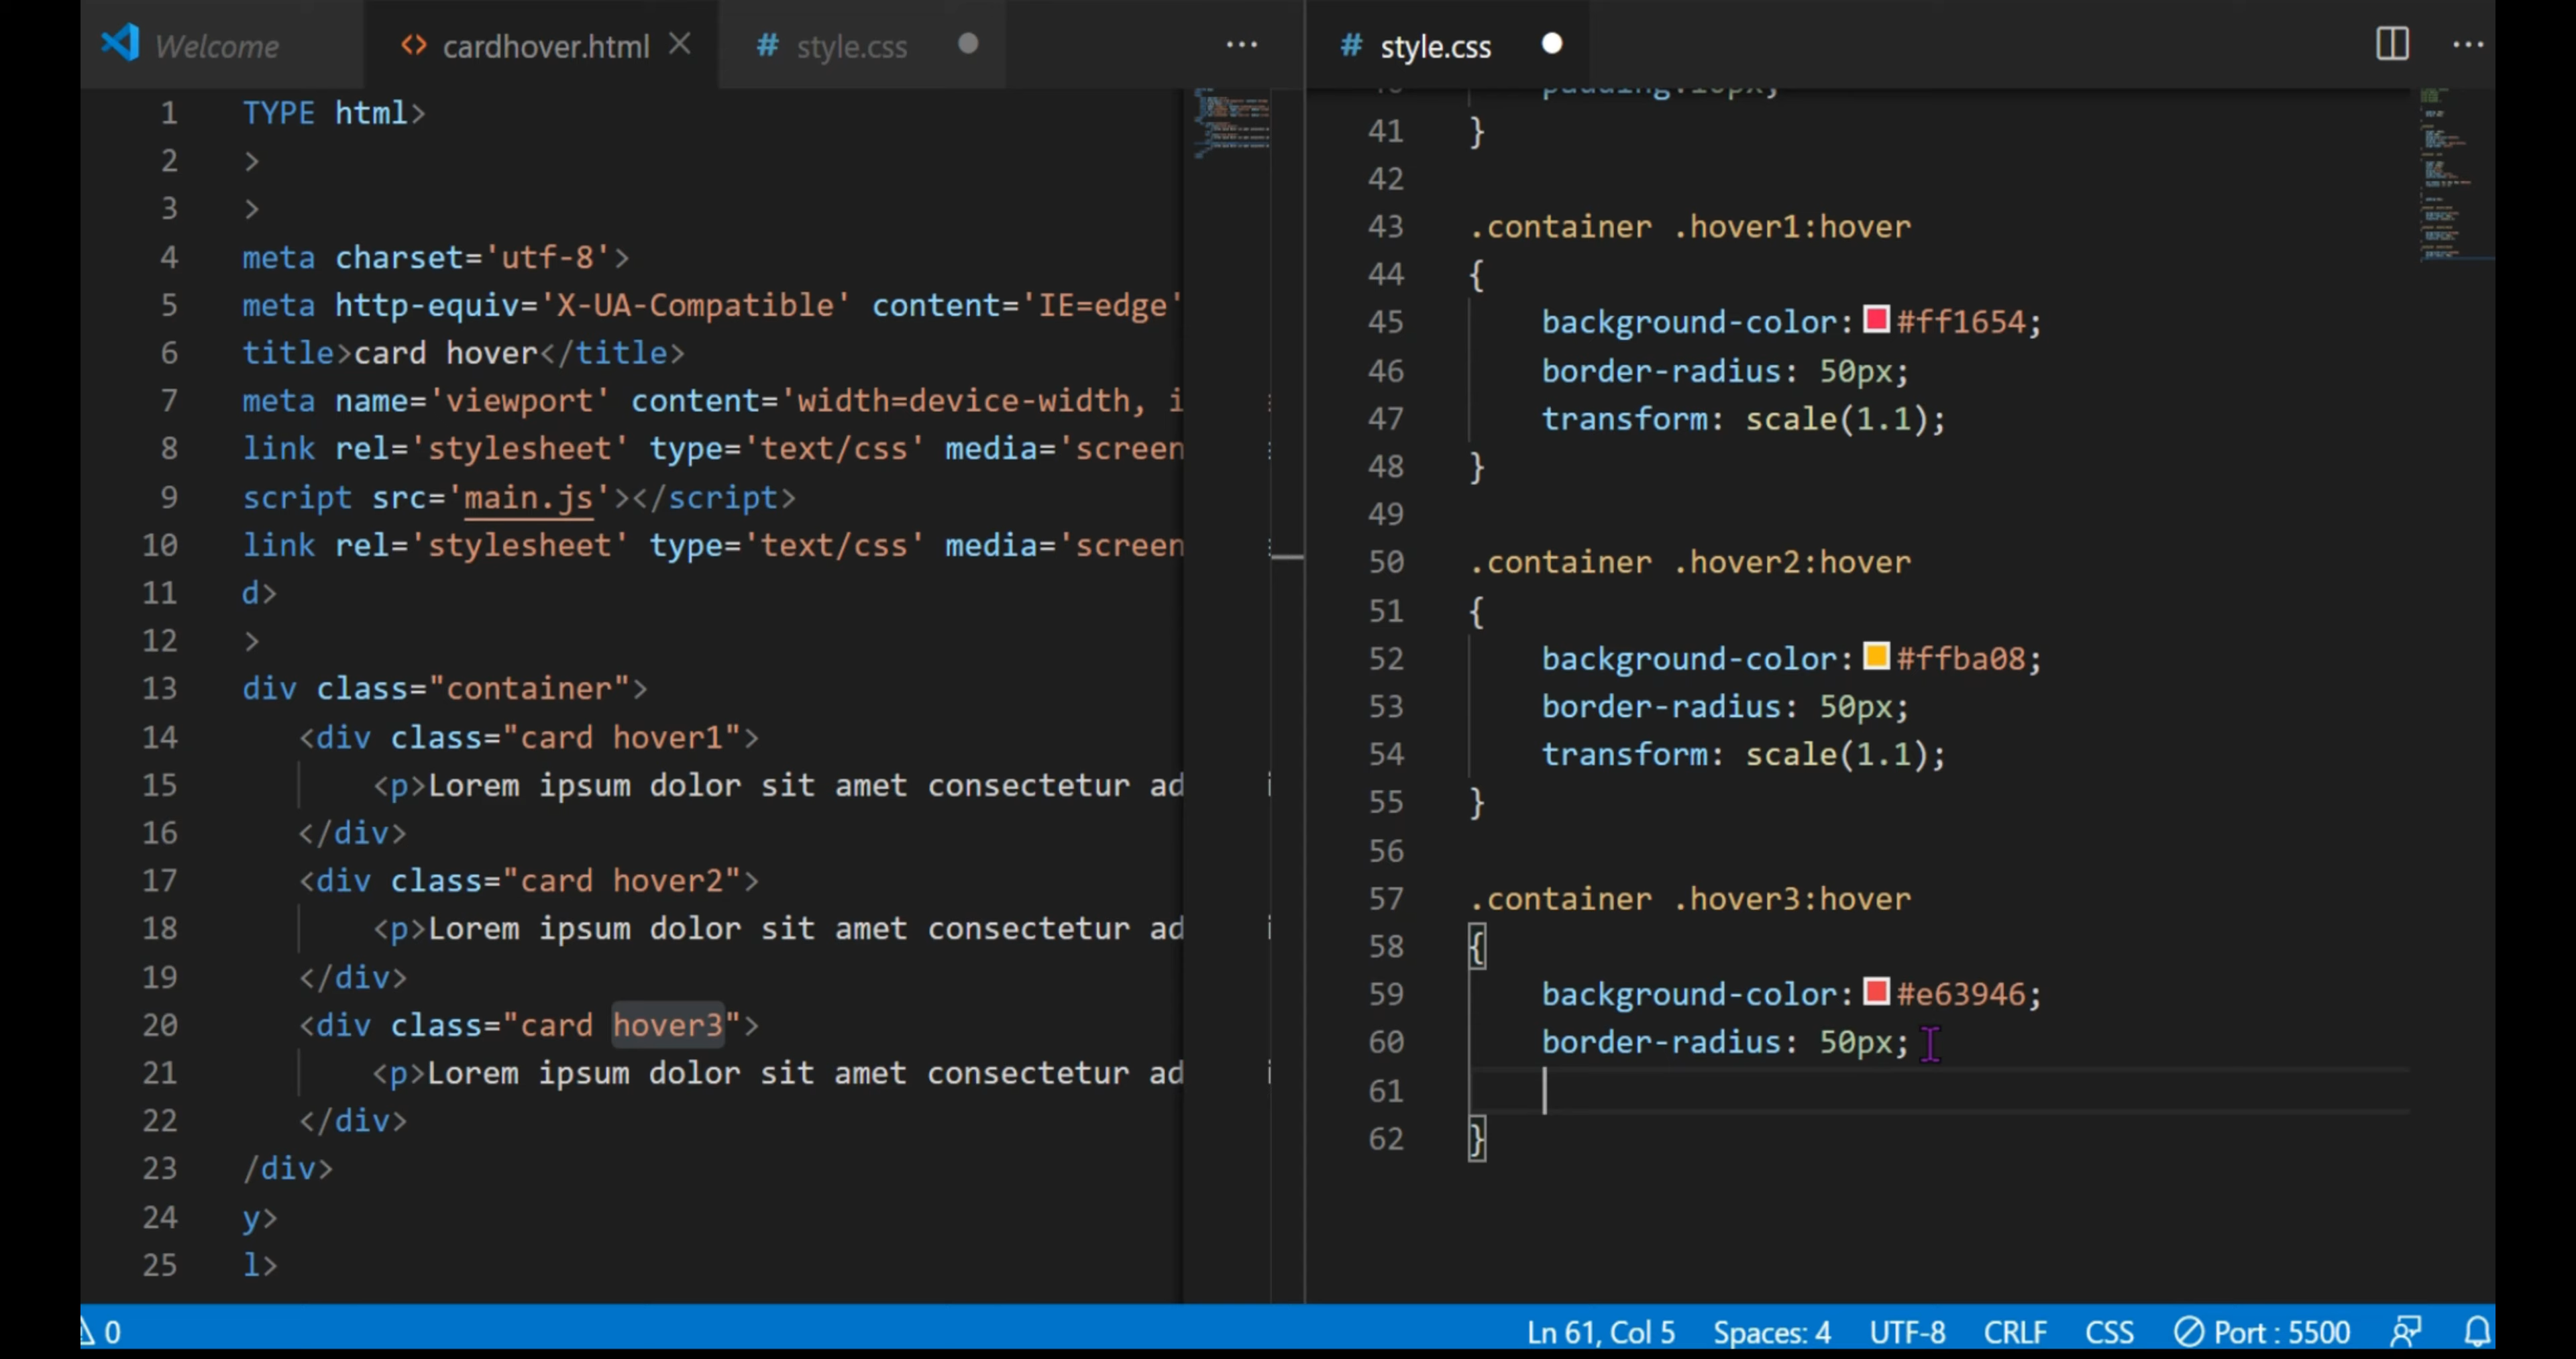 Welcome
cardhover.html
style.css
1 TYPE html>
2 >
3 >
4 meta charset='utf-8'>
5 meta http-equiv='X-UA-Compatible' content='IE=edge'
6 title>card hover</title>
7 meta name='viewport' content='width=device-width, i
8 link rel='stylesheet' type='text/css' media='screen
9 script src='main.js'></script>
10 link rel='stylesheet' type='text/css' media='screen
11 d>
12 >
13 div class="container">
14 <div class="card hover1">
15 <p>Lorem ipsum dolor sit amet consectetur ad
16 </div>
17 <div class="card hover2">
18 <p>Lorem ipsum dolor sit amet consectetur ad
19 </div>
20 <div class="card hover3">
21 <p>Lorem ipsum dolor sit amet consectetur ad
22 </div>
23 /div>
24 y>
25 l>
style.css
41 }
42
43 .container .hover1:hover
44 {
45 background-color: #ff1654;
46 border-radius: 50px;
47 transform: scale(1.1);
48 }
49
50 .container .hover2:hover
51 {
52 background-color: #ffba08;
53 border-radius: 50px;
54 transform: scale(1.1);
55 }
56
57 .container .hover3:hover
58 {
59 background-color: #e63946;
60 border-radius: 50px;
61
62 }
0
Ln 61, Col 5
Spaces: 4
UTF-8
CRLF
CSS
Port : 5500